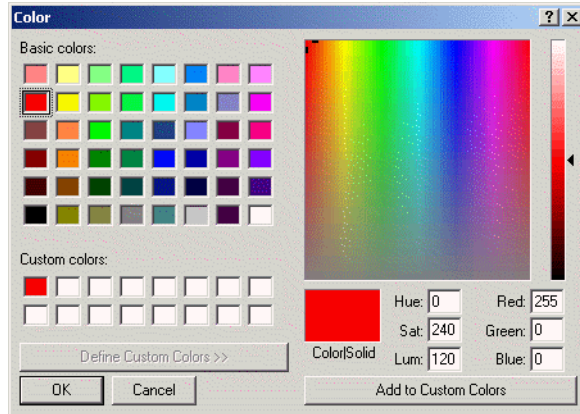 Color
Basic colors:
Custom colors:
Define Custom Colors >>
OK Cancel
Color|Solid
Hue: 0 Red: 255
Sat: 240 Green: 0
Lum: 120 Blue: 0
Add to Custom Colors